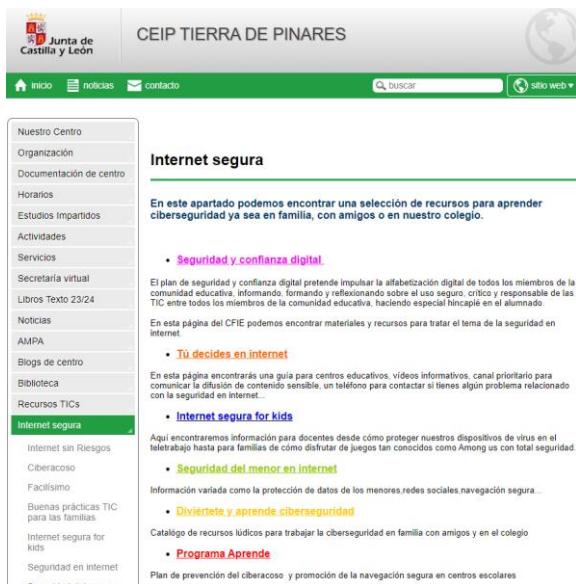 Junta de
Castilla y León
CEIP TIERRA DE PINARES
inicio noticias contacto buscar sitio web
Nuestro Centro
Organización
Documentación de centro
Horarios
Estudios Impartidos
Actividades
Servicios
Secretaría virtual
Libros Texto 23/24
Noticias
AMPA
Blogs de centro
Biblioteca
Recursos TICs
Internet segura
Internet sin Riesgos
Ciberacoso
Facilísimo
Buenas prácticas TIC
para las familias
Internet segura for
kids
Seguridad en internet
Internet segura
En este apartado podemos encontrar una selección de recursos para aprender
ciberseguridad ya sea en familia, con amigos o en nuestro colegio.
• Seguridad y confianza digital
El plan de seguridad y confianza digital pretende impulsar la alfabetización digital de todos los miembros de la
comunidad educativa, informando, formando y reflexionando sobre el uso seguro, crítico y responsable de las
TIC entre todos los miembros de la comunidad educativa, haciendo especial hincapié en el alumnado.
En esta página del CFIE podemos encontrar materiales y recursos para tratar el tema de la seguridad en
internet.
• Tú decides en internet
En esta página encontrarás una guía para centros educativos, vídeos informativos, canal prioritario para
comunicar la difusión de contenido sensible, un teléfono para contactar si tienes algún problema relacionado
con la seguridad en internet...
• Internet segura for kids
Aquí encontraremos información para docentes desde cómo proteger nuestros dispositivos de virus en el
teletrabajo hasta para familias de cómo disfrutar de juegos tan conocidos como Among us con total seguridad.
• Seguridad del menor en internet
Información variada como la protección de datos de los menores,redes sociales,navegación segura...
• Diviértete y aprende ciberseguridad
Catalógo de recursos lúdicos para trabajar la ciberseguridad en familia con amigos y en el colegio
• Programa Aprende
Plan de prevención del ciberacoso y promoción de la navegación segura en centros escolares